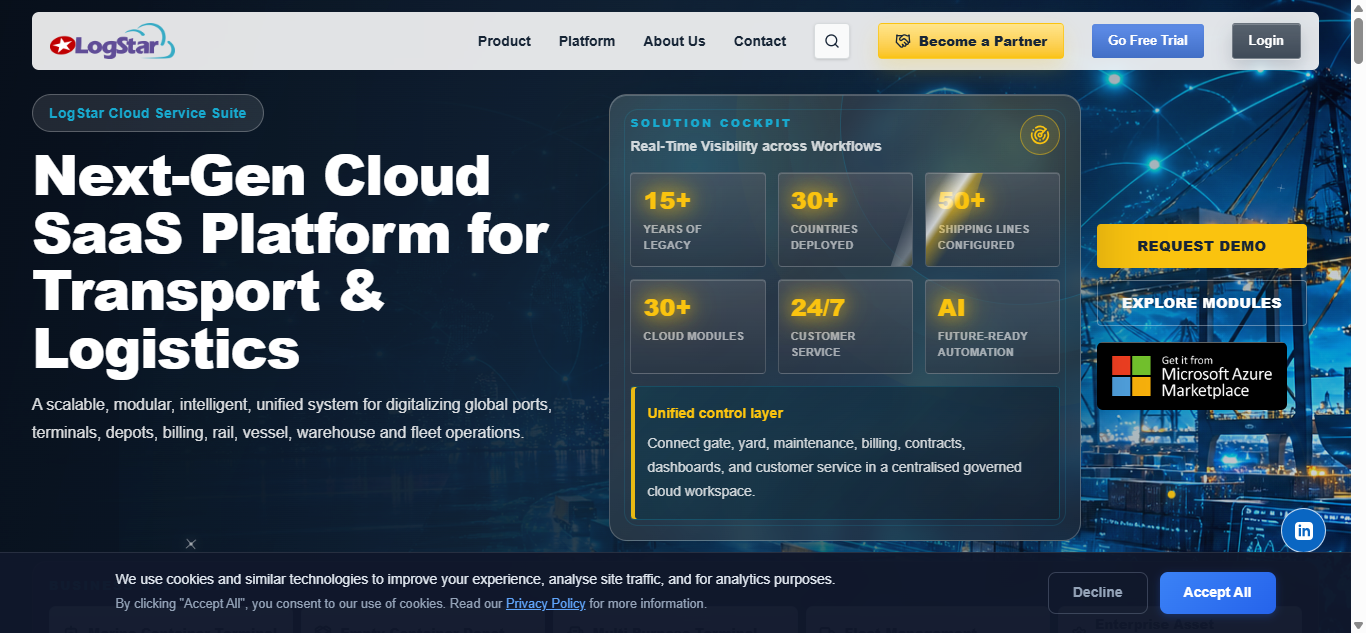 LogStar
Product
Platform
About Us
Contact
Become a Partner
Go Free Trial
Login
LogStar Cloud Service Suite
Next-Gen Cloud
SaaS Platform for
Transport &
Logistics
A scalable, modular, intelligent, unified system for digitalizing global ports,
terminals, depots, billing, rail, vessel, warehouse and fleet operations.
SOLUTION COCKPIT
Real-Time Visibility across Workflows
15+
YEARS OF
LEGACY
30+
COUNTRIES
DEPLOYED
50+
SHIPPING LINES
CONFIGURED
30+
CLOUD MODULES
24/7
CUSTOMER
SERVICE
AI
FUTURE-READY
AUTOMATION
Unified control layer
Connect gate, yard, maintenance, billing, contracts,
dashboards, and customer service in a centralised governed
cloud workspace.
REQUEST DEMO
EXPLORE MODULES
Get it from
Microsoft Azure
Marketplace
in
We use cookies and similar technologies to improve your experience, analyse site traffic, and for analytics purposes.
By clicking "Accept All", you consent to our use of cookies. Read our Privacy Policy for more information.
Decline
Accept All
Enterprise Asset